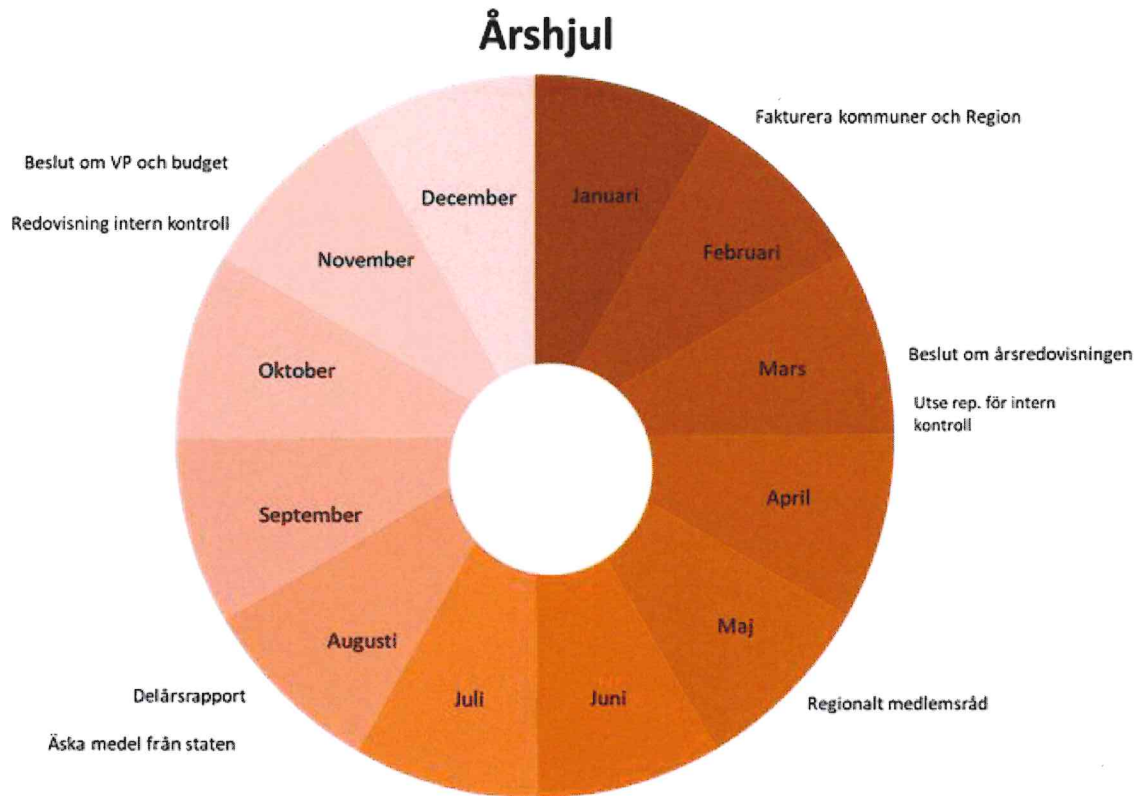 Årshjul
Fakturera kommuner och Region
Beslut om VP och budget
Redovisning intern kontroll
December
Januari
November
Februari
Oktober
Mars
Beslut om årsredovisningen
Utse rep. för intern
kontroll
September
April
Augusti
Maj
Juli
Juni
Delårsrapport
Äska medel från staten
Regionalt medlemsråd